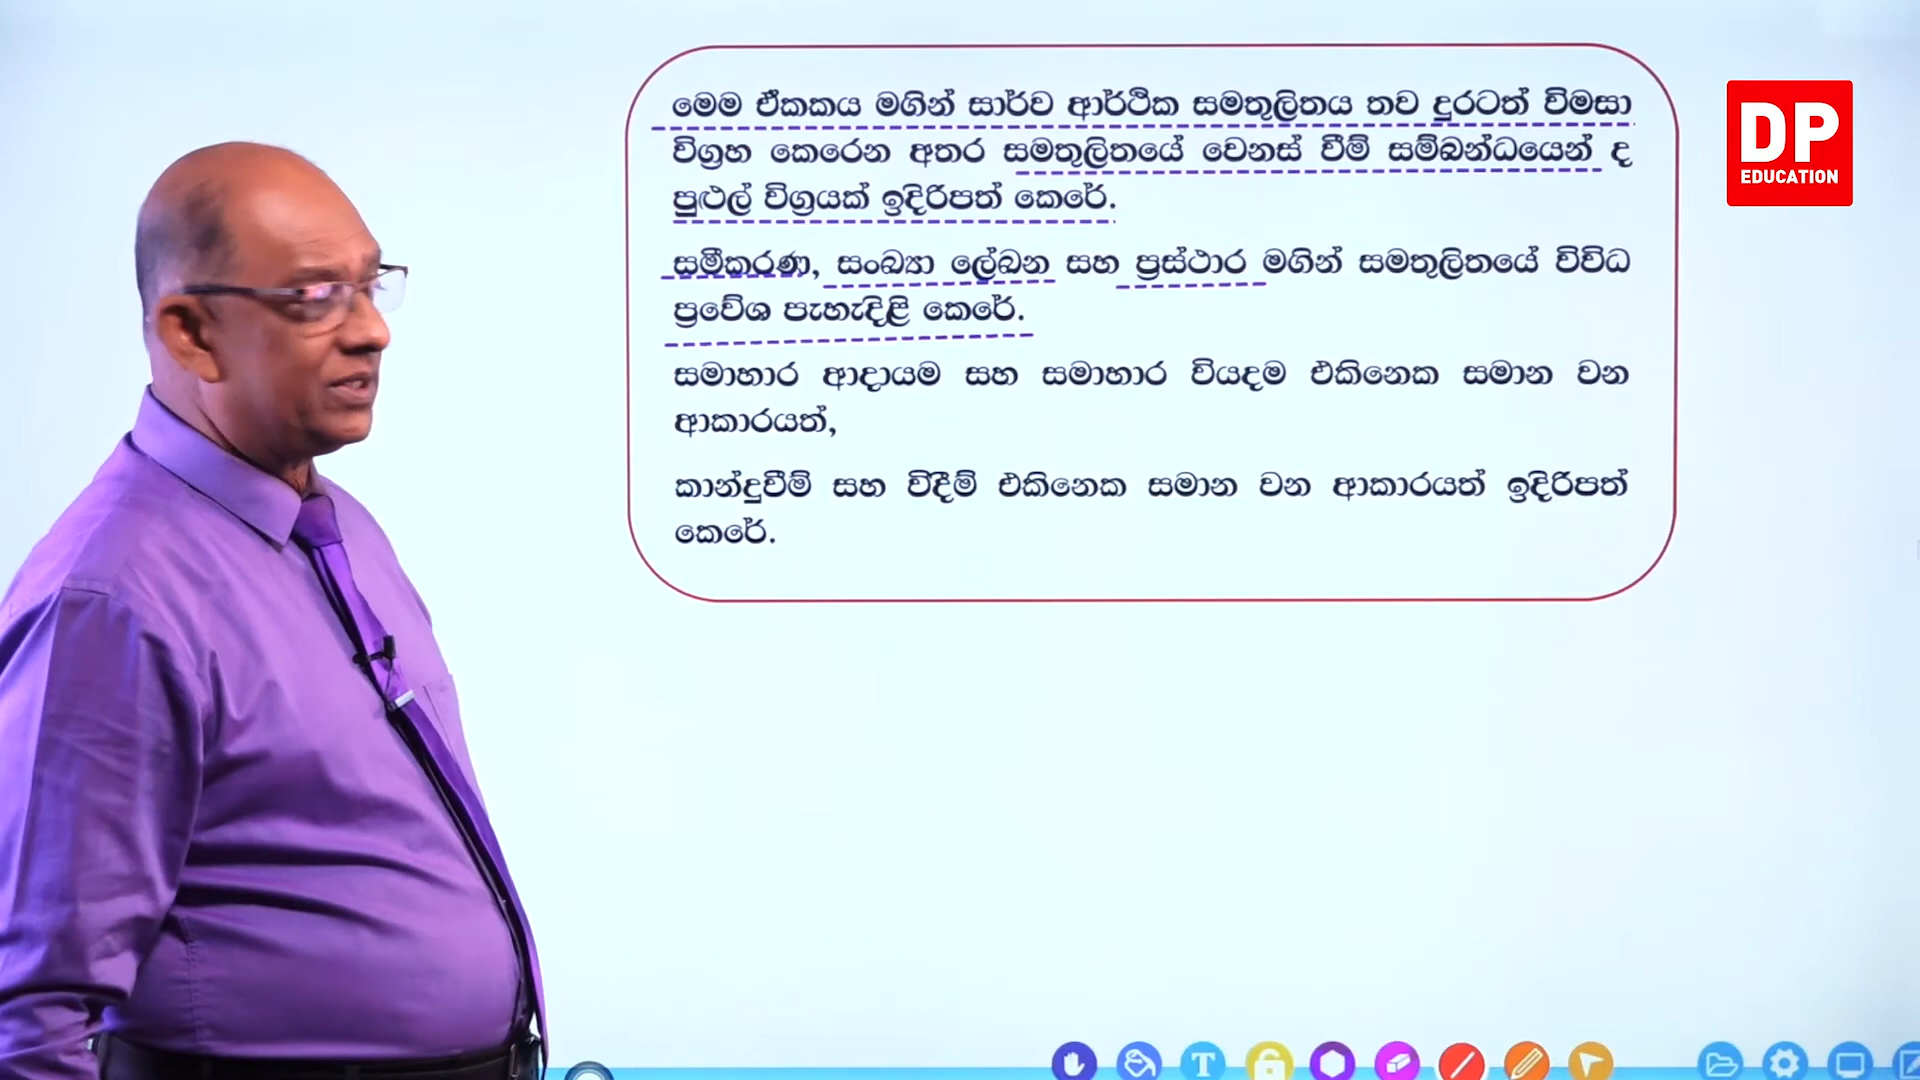 මෙම ඒකකය මගින් සාර්ව ආර්ථික සමතුලිතය තව දුරටත් විමසා
විග්‍රහ කෙරෙන අතර සමතුලිතයේ වෙනස් වීම් සම්බන්ධයෙන් ද
පුළුල් විග්‍රයක් ඉදිරිපත් කෙරේ.
සමීකරණ, සංඛ්‍යා ලේඛන සහ ප්‍රස්ථාර මගින් සමතුලිතයේ විවිධ
ප්‍රවේශ පැහැදිළි කෙරේ.
සමාහාර ආදායම සහ සමාහාර වියදම එකිනෙක සමාන වන
ආකාරයත්,
කාන්දුවීම් සහ විදීම් එකිනෙක සමාන වන ආකාරයත් ඉදිරිපත්
කෙරේ.
DP
EDUCATION
T